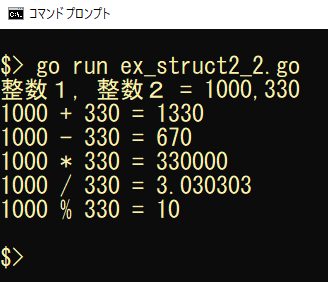 コマンドプロンプト
$> go run ex_struct2_2.go
整数１, 整数２ = 1000,330
1000 + 330 = 1330
1000 - 330 = 670
1000 * 330 = 330000
1000 / 330 = 3.030303
1000 % 330 = 10
$>